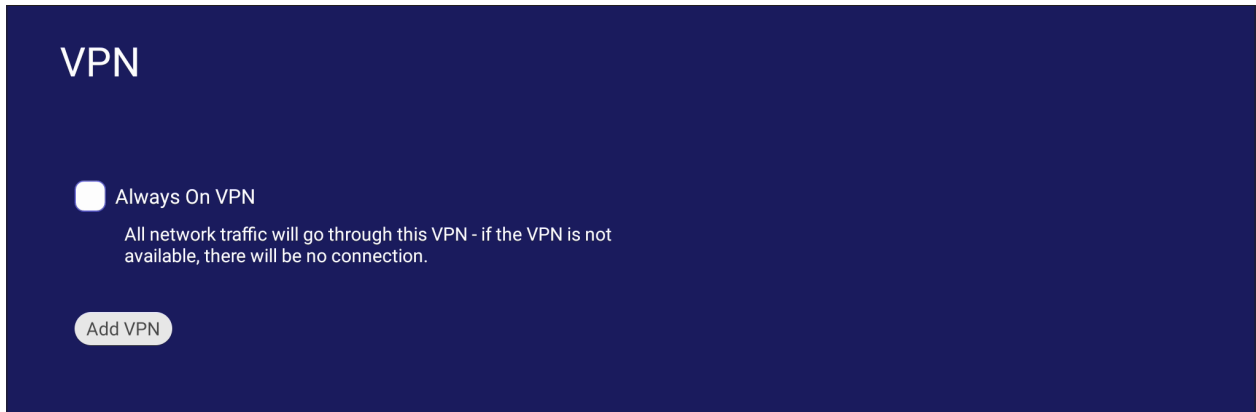 VPN
Always On VPN
All network traffic will go through this VPN - if the VPN is not
available, there will be no connection.
Add VPN